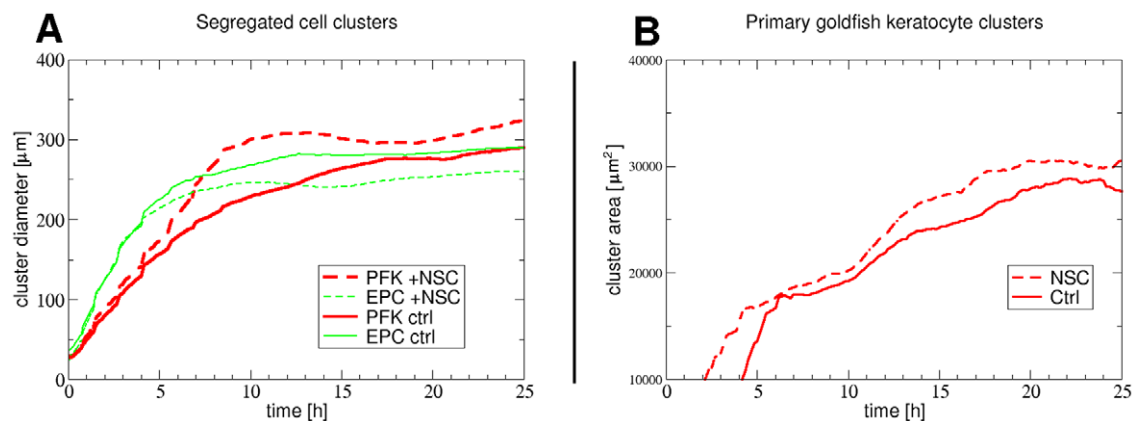 A
Segregated cell clusters
400
300
200
100
0
cluster diameter [μm]
0 5 10 15 20 25
time [h]
PFK +NSC
EPC +NSC
PFK ctrl
EPC ctrl
B
Primary goldfish keratocyte clusters
40000
30000
20000
10000
cluster area [μm²]
0 5 10 15 20 25
time [h]
NSC
Ctrl